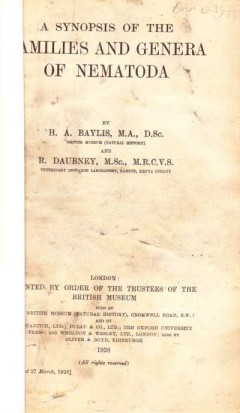 A SYNOPSIS OF THE
AMILIES AND GENERA
OF NEMATODA
BY
H. A. BAYLIS, M.A., D.Sc.
BRITISH MUSEUM (NATURAL HISTORY)
AND
R. DAUBNEY, M.Sc., M.R.C.V.S.
VETERINARY RESEARCH LABORATORY, KABETE, KENYA COLONY
LONDON:
NTED BY ORDER OF THE TRUSTEES OF THE
BRITISH MUSEUM
SOLD AT
BRITISH MUSEUM (NATURAL HISTORY), CROMWELL ROAD, S.W.7
AND BY
LTD.; DULAU & CO., LTD.; THE OXFORD UNIVERSITY
PRESS; AND WHELDON & WESLEY, LTD., LONDON; ALSO BY
OLIVER & BOYD, EDINBURGH
1926
(All rights reserved)
d 27 March, 1926]